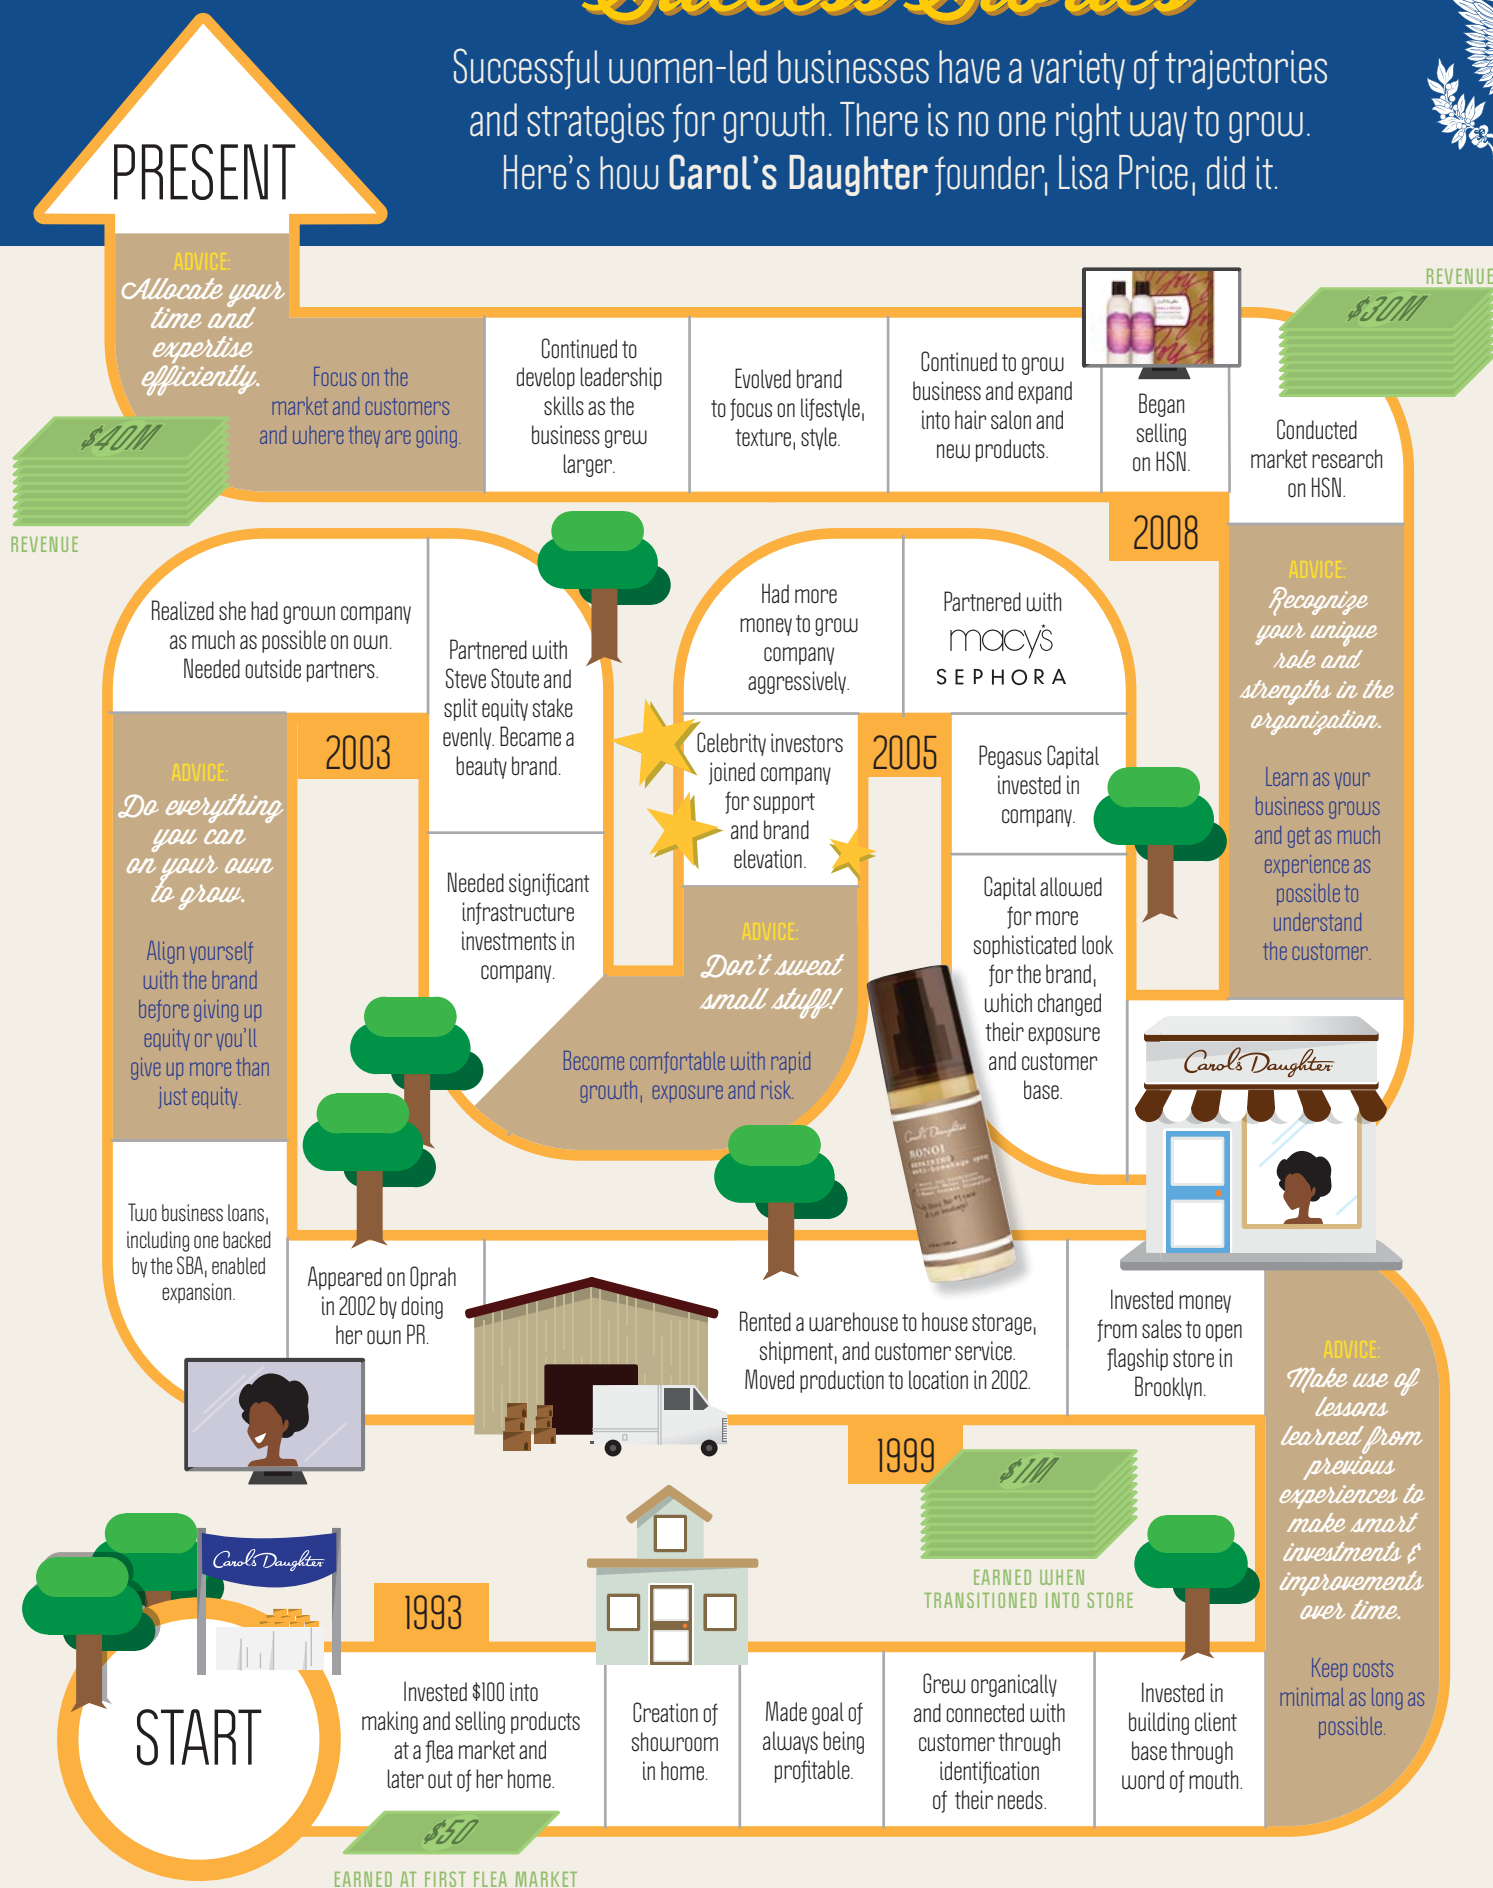 Success Stories
Successful women-led businesses have a variety of trajectories
and strategies for growth. There is no one right way to grow.
Here's how Carol's Daughter founder, Lisa Price, did it.
PRESENT
ADVICE:
Allocate your
time and
expertise
efficiently.
Focus on the
market and customers
and where they are going.
$40M
REVENUE
Continued to
develop leadership
skills as the
business grew
larger.
Evolved brand
to focus on lifestyle,
texture, style.
Continued to grow
business and expand
into hair salon and
new products.
Began
selling
on HSN.
REVENUE
$30M
Conducted
market research
on HSN.
2008
ADVICE:
Recognize
your unique
role and
strengths in the
organization.
Learn as your
business grows
and get as much
experience as
possible to
understand
the customer.
Realized she had grown company
as much as possible on own.
Needed outside partners.
Partnered with
Steve Stoute and
split equity stake
evenly. Became a
beauty brand.
2003
ADVICE:
Do everything
you can
on your own
to grow.
Align yourself
with the brand
before giving up
equity or you'll
give up more than
just equity.
Needed significant
infrastructure
investments in
company.
Had more
money to grow
company
aggressively.
Partnered with
macy's
SEPHORA
Celebrity investors
joined company
for support
and brand
elevation.
2005
Pegasus Capital
invested in
company.
ADVICE:
Don't sweat
small stuff!
Become comfortable with rapid
growth, exposure and risk.
Capital allowed
for more
sophisticated look
for the brand,
which changed
their exposure
and customer
base.
Carol's Daughter
Carol's Daughter
MONOI
REPAIRING
Two business loans,
including one backed
by the SBA, enabled
expansion.
Appeared on Oprah
in 2002 by doing
her own PR.
Rented a warehouse to house storage,
shipment, and customer service.
Moved production to location in 2002.
Invested money
from sales to open
flagship store in
Brooklyn.
ADVICE:
Make use of
lessons
learned from
previous
experiences to
make smart
investments &
improvements
over time.
Keep costs
minimal as long as
possible.
1999
$1M
EARNED WHEN
TRANSITIONED INTO STORE
Carol's Daughter
1993
START
Invested $100 into
making and selling products
at a flea market and
later out of her home.
Creation of
showroom
in home.
Made goal of
always being
profitable.
Grew organically
and connected with
customer through
identification
of their needs.
Invested in
building client
base through
word of mouth.
$50
EARNED AT FIRST FLEA MARKET